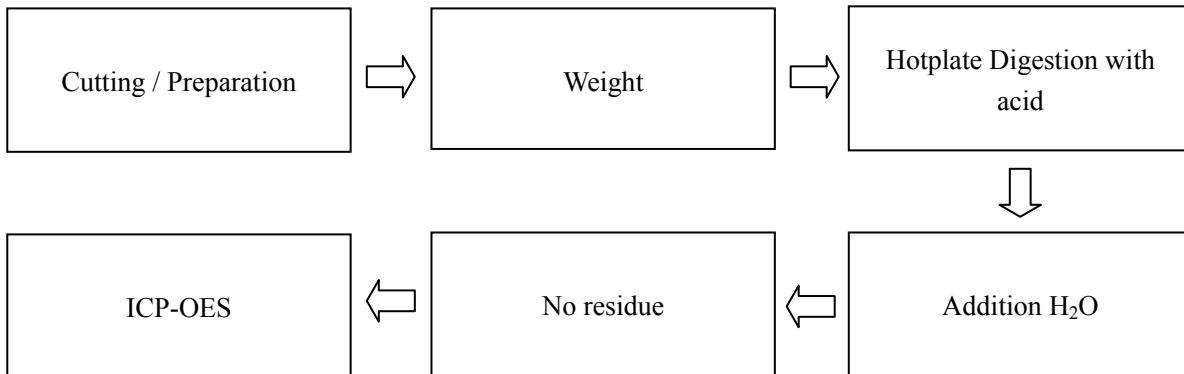 Cutting / Preparation
Weight
Hotplate Digestion with
acid
Addition H₂O
No residue
ICP-OES